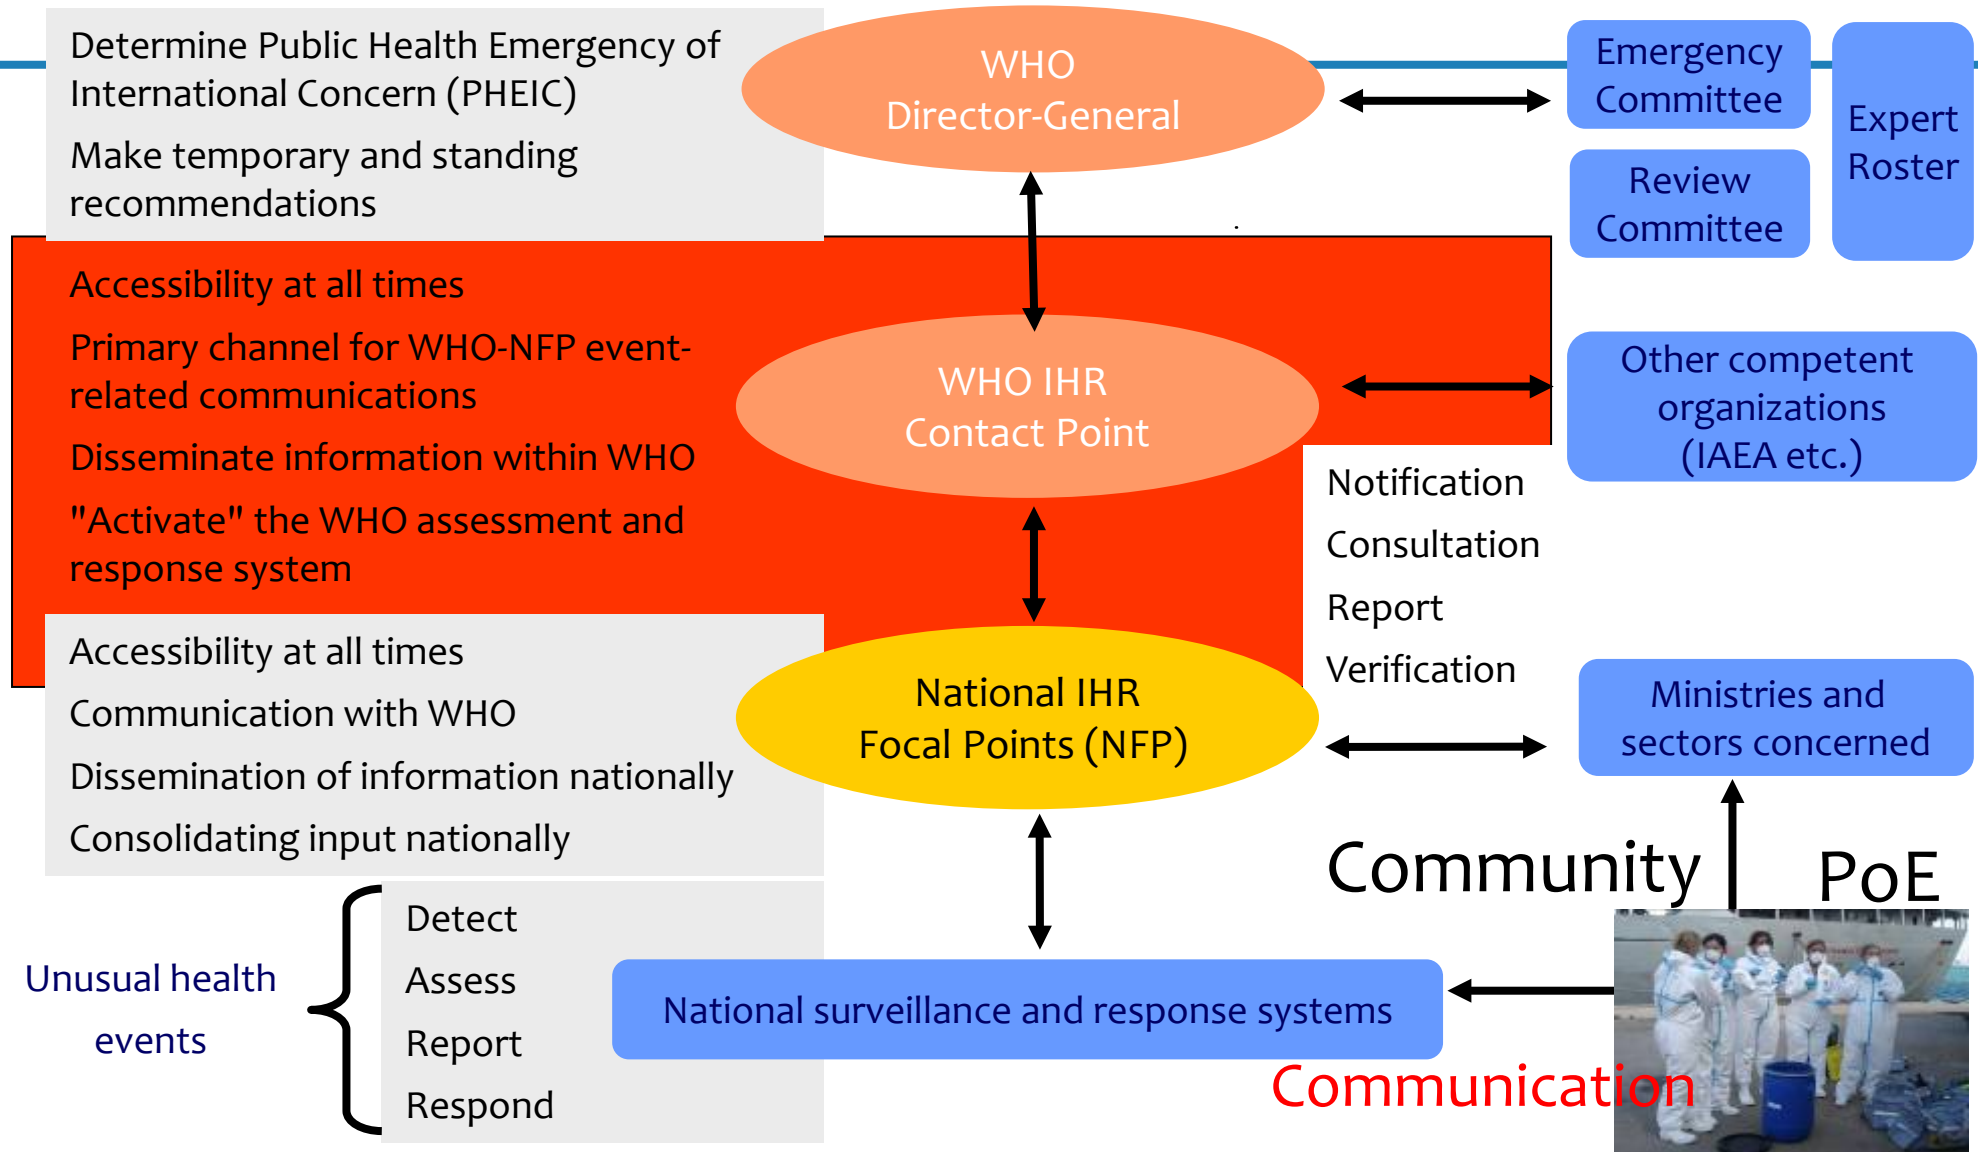 Determine Public Health Emergency of
International Concern (PHEIC)
Make temporary and standing
recommendations
WHO
Director-General
Emergency
Committee
Review
Committee
Expert
Roster
Accessibility at all times
Primary channel for WHO-NFP event-
related communications
Disseminate information within WHO
"Activate" the WHO assessment and
response system
WHO IHR
Contact Point
Other competent
organizations
(IAEA etc.)
Notification
Consultation
Report
Verification
Accessibility at all times
Communication with WHO
Dissemination of information nationally
Consolidating input nationally
National IHR
Focal Points (NFP)
Ministries and
sectors concerned
Community
PoE
Unusual health
events
Detect
Assess
Report
Respond
National surveillance and response systems
Communication